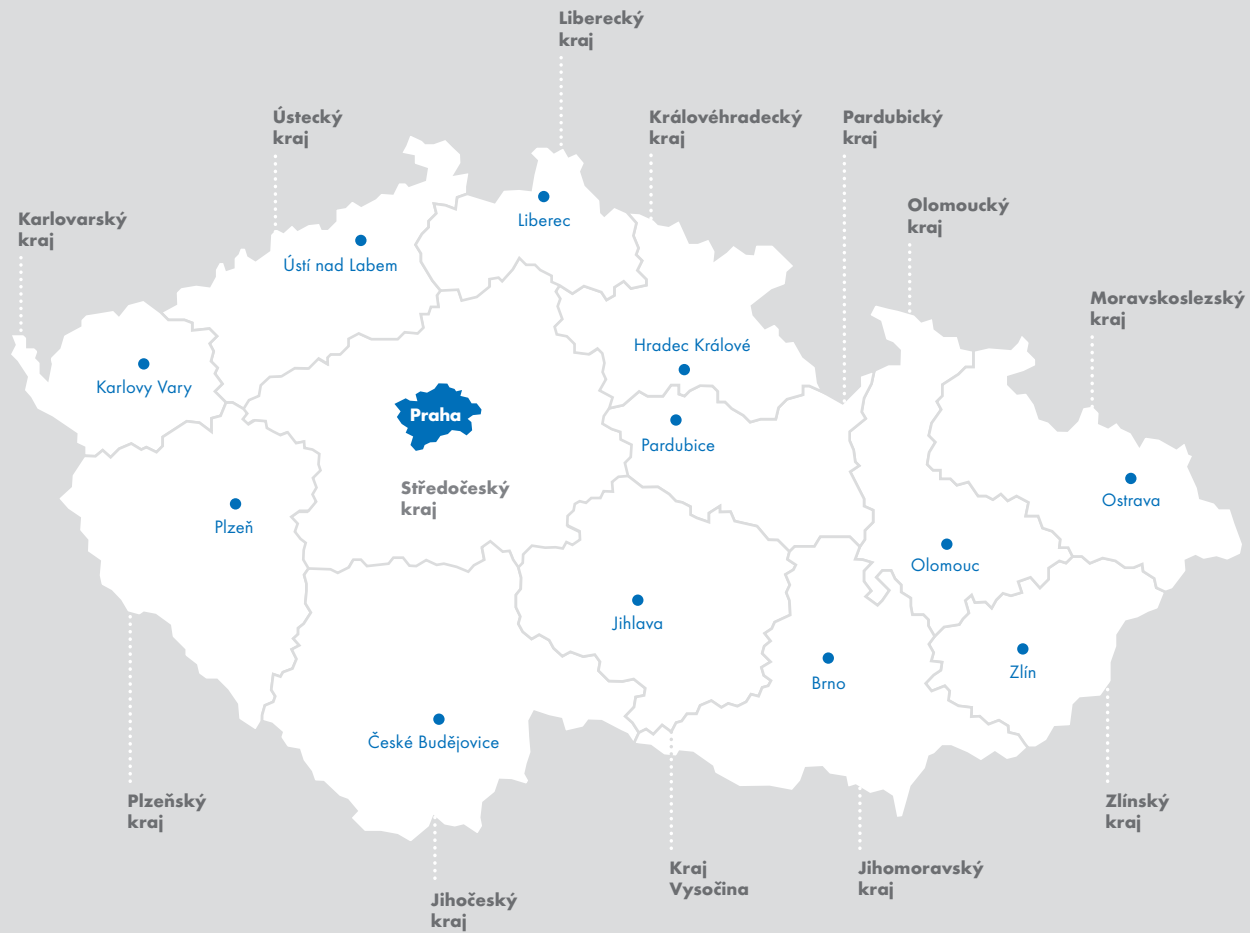 Liberecký
kraj
Ústecký
kraj
Královéhradecký
kraj
Pardubický
kraj
Karlovarský
kraj
Olomoucký
kraj
Liberec
Ústí nad Labem
Moravskoslezský
kraj
Hradec Králové
Karlovy Vary
Praha
Pardubice
Středočeský
kraj
Plzeň
Ostrava
Olomouc
Jihlava
Brno
Zlín
České Budějovice
Plzeňský
kraj
Zlínský
kraj
Kraj
Vysočina
Jihomoravský
kraj
Jihočeský
kraj